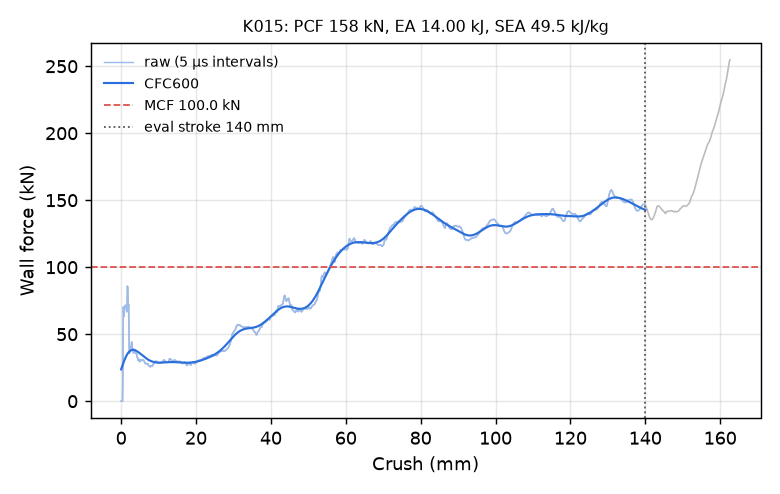 K015: PCF 158 kN, EA 14.00 kJ, SEA 49.5 kJ/kg
raw (5 µs intervals)
CFC600
MCF 100.0 kN
eval stroke 140 mm
Wall force (kN)
250
200
150
100
50
0
0 20 40 60 80 100 120 140 160
Crush (mm)